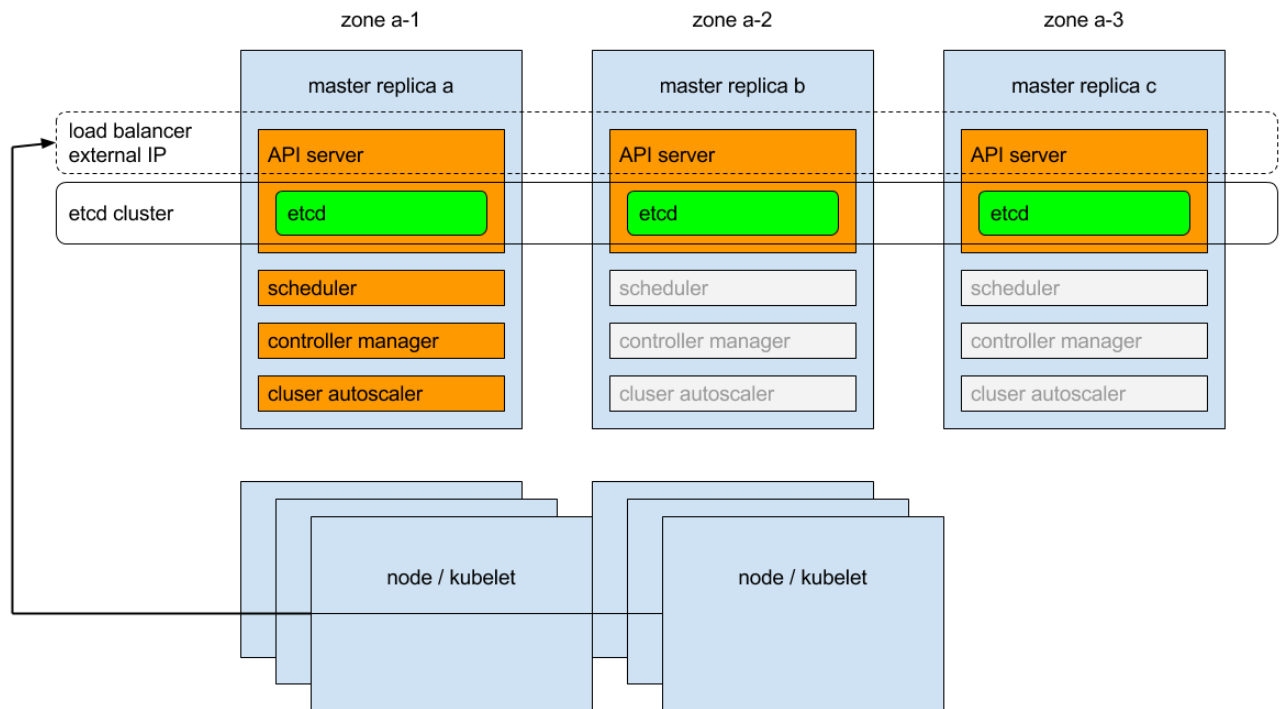 zone a-1
zone a-2
zone a-3
master replica a
master replica b
master replica c
load balancer
external IP
API server
API server
API server
etcd cluster
etcd
etcd
etcd
scheduler
scheduler
scheduler
controller manager
controller manager
controller manager
cluser autoscaler
cluser autoscaler
cluser autoscaler
node / kubelet
node / kubelet